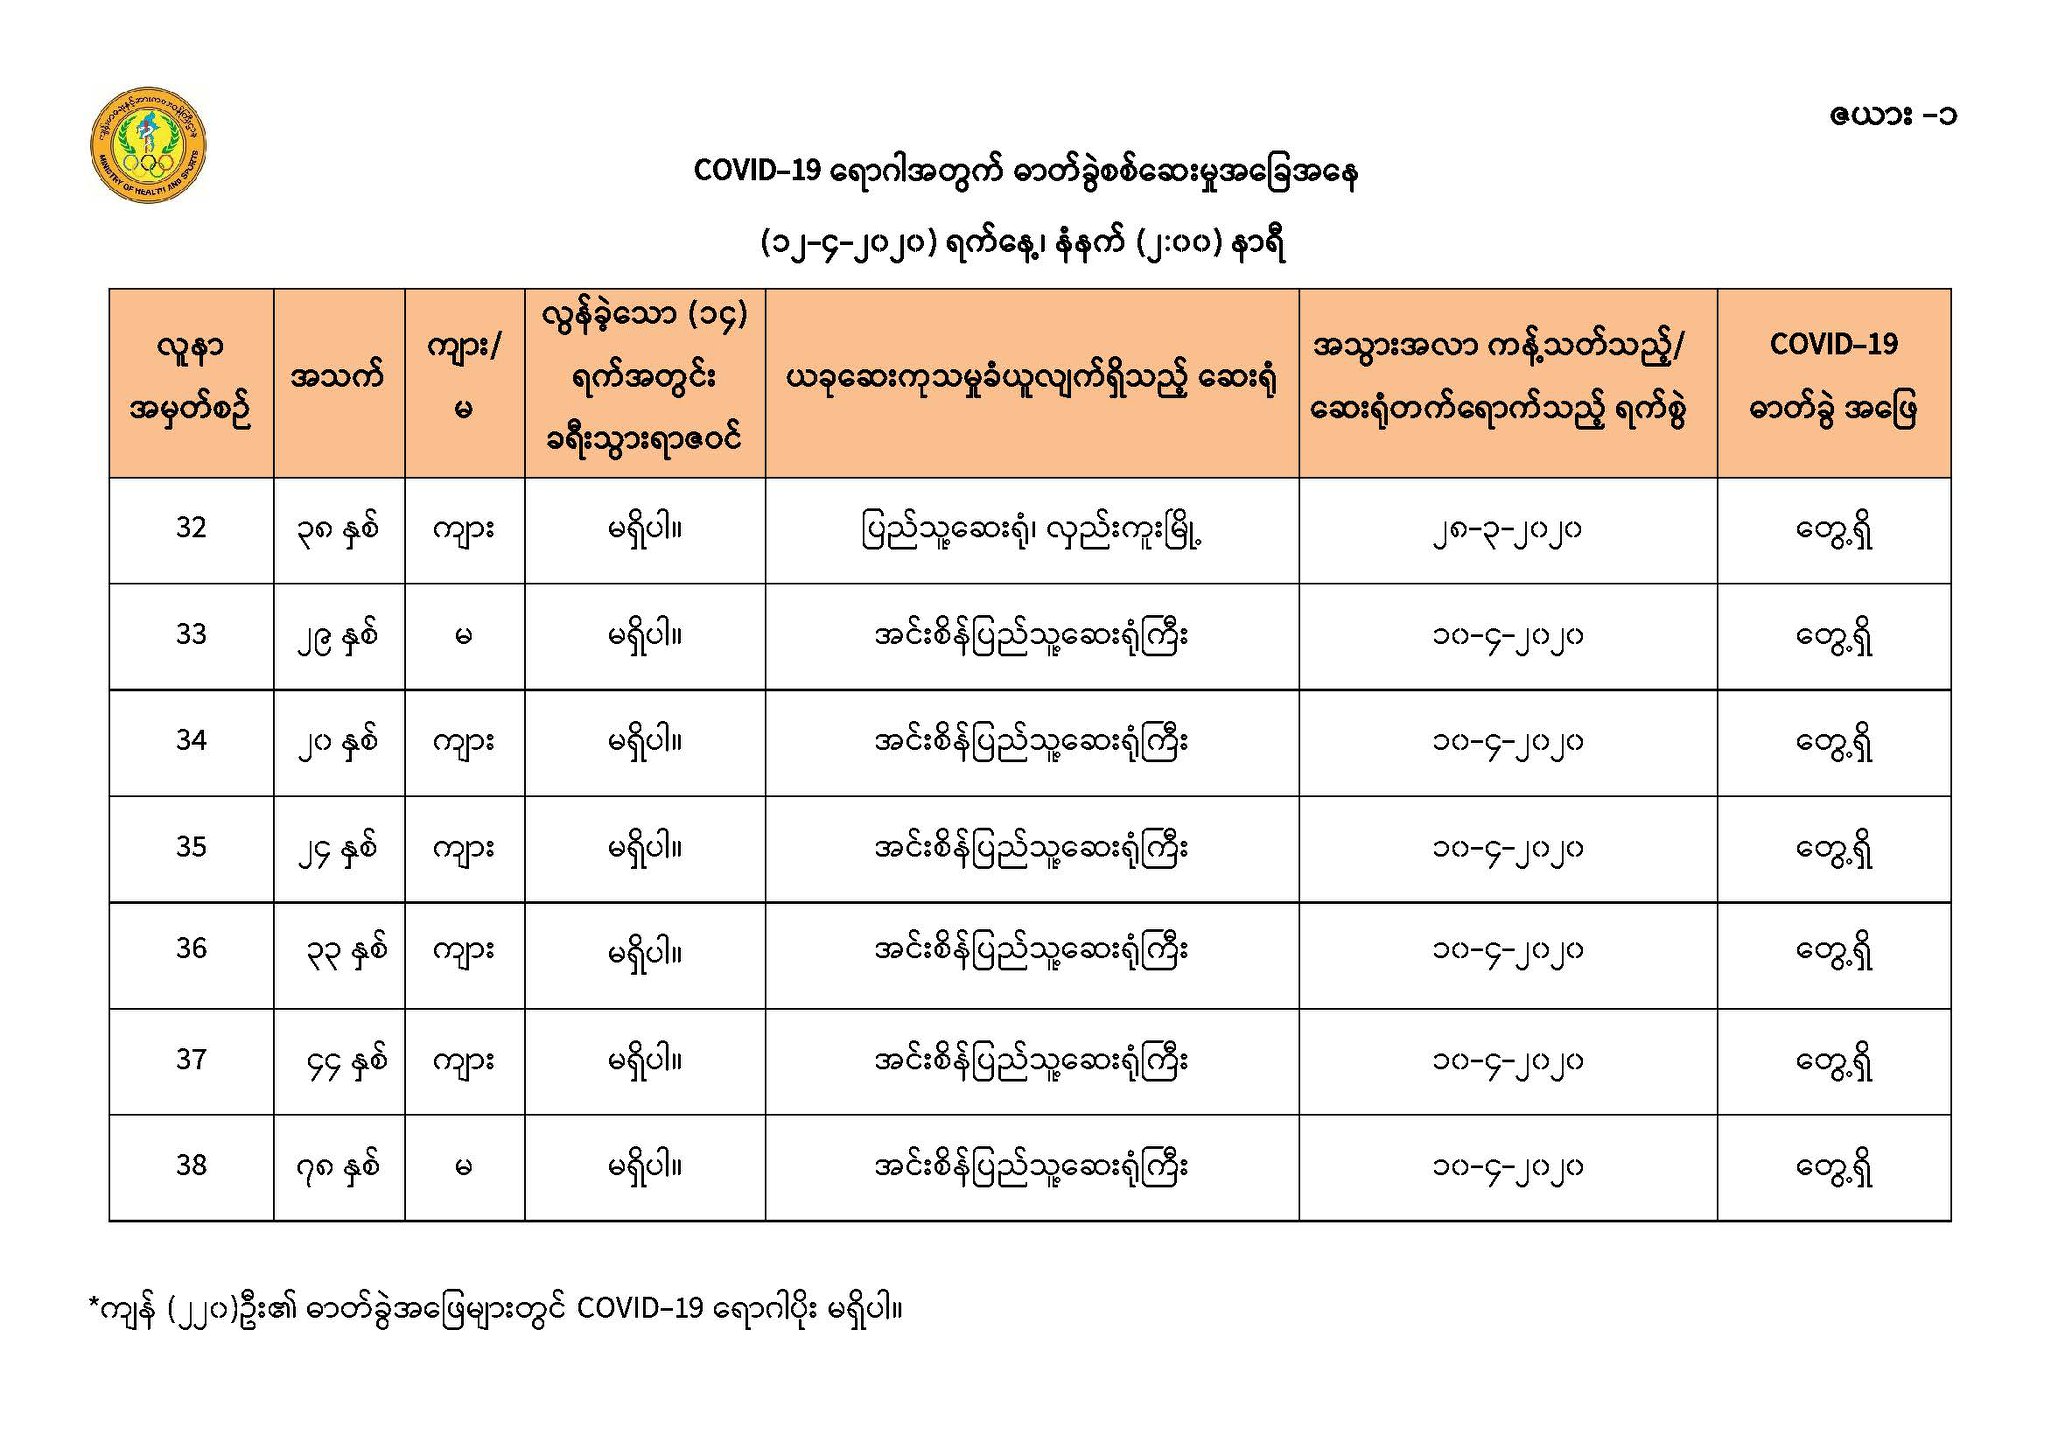 ကျန်းမာရေးနှင့်အားကစားဝန်ကြီးဌာန
MINISTRY OF HEALTH AND SPORTS
ဇယား –၁
COVID–19 ရောဂါအတွက် ဓာတ်ခွဲစစ်ဆေးမှုအခြေအနေ
(၁၂–၄–၂၀၂၀) ရက်နေ့၊ နံနက် (၂:၀၀) နာရီ
လူနာ အမှတ်စဉ်
အသက်
ကျား/ မ
လွန်ခဲ့သော (၁၄) ရက်အတွင်း ခရီးသွားရာဇဝင်
ယခုဆေးကုသမှုခံယူလျက်ရှိသည့် ဆေးရုံ
အသွားအလာ ကန့်သတ်သည့်/ ဆေးရုံတက်ရောက်သည့် ရက်စွဲ
COVID–19 ဓာတ်ခွဲ အဖြေ
32 ၃၈ နှစ် ကျား မရှိပါ။ ပြည်သူ့ဆေးရုံ၊ လှည်းကူးမြို့ ၂၈–၃–၂၀၂၀ တွေ့ရှိ
33 ၂၉ နှစ် မ မရှိပါ။ အင်းစိန်ပြည်သူ့ဆေးရုံကြီး ၁၀–၄–၂၀၂၀ တွေ့ရှိ
34 ၂၀ နှစ် ကျား မရှိပါ။ အင်းစိန်ပြည်သူ့ဆေးရုံကြီး ၁၀–၄–၂၀၂၀ တွေ့ရှိ
35 ၂၄ နှစ် ကျား မရှိပါ။ အင်းစိန်ပြည်သူ့ဆေးရုံကြီး ၁၀–၄–၂၀၂၀ တွေ့ရှိ
36 ၃၃ နှစ် ကျား မရှိပါ။ အင်းစိန်ပြည်သူ့ဆေးရုံကြီး ၁၀–၄–၂၀၂၀ တွေ့ရှိ
37 ၄၄ နှစ် ကျား မရှိပါ။ အင်းစိန်ပြည်သူ့ဆေးရုံကြီး ၁၀–၄–၂၀၂၀ တွေ့ရှိ
38 ၇၈ နှစ် မ မရှိပါ။ အင်းစိန်ပြည်သူ့ဆေးရုံကြီး ၁၀–၄–၂၀၂၀ တွေ့ရှိ
*ကျန် (၂၂၀)ဦး၏ ဓာတ်ခွဲအဖြေများတွင် COVID–19 ရောဂါပိုး မရှိပါ။